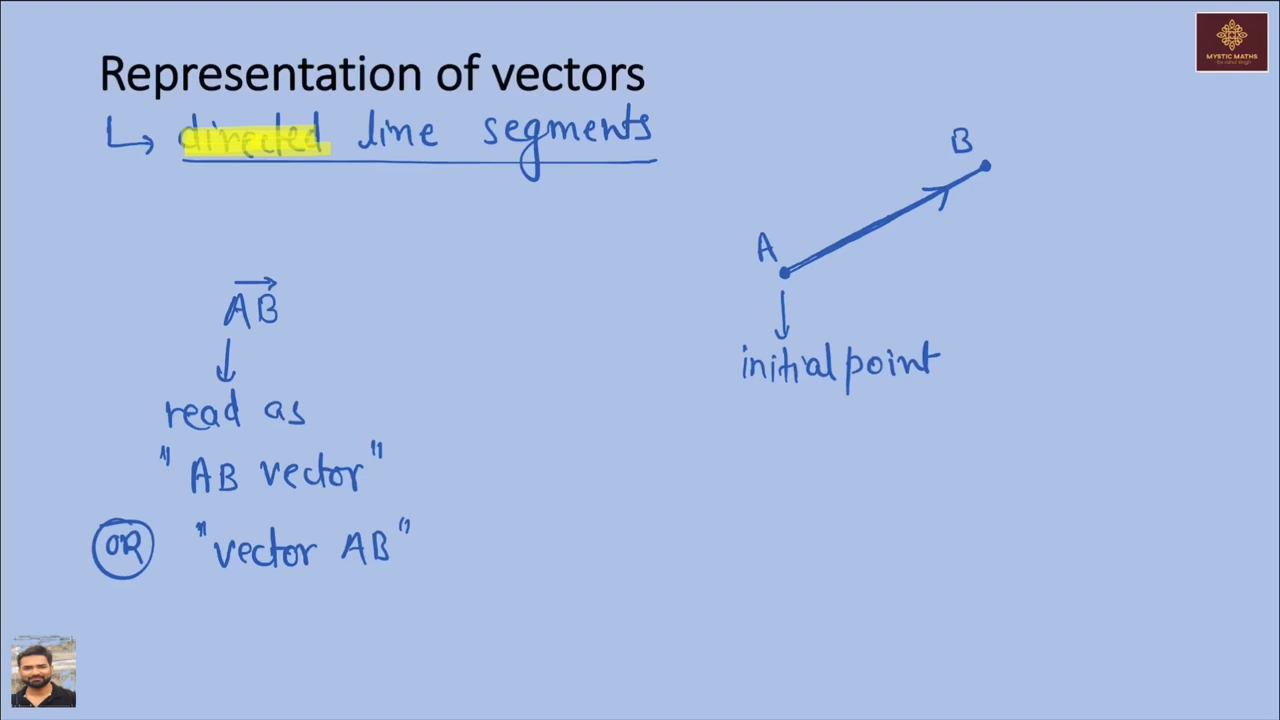 Representation of vectors
directed line segments
AB
read as
"AB vector"
OR "vector AB"
A
B
initial point
MYSTIC MATHS